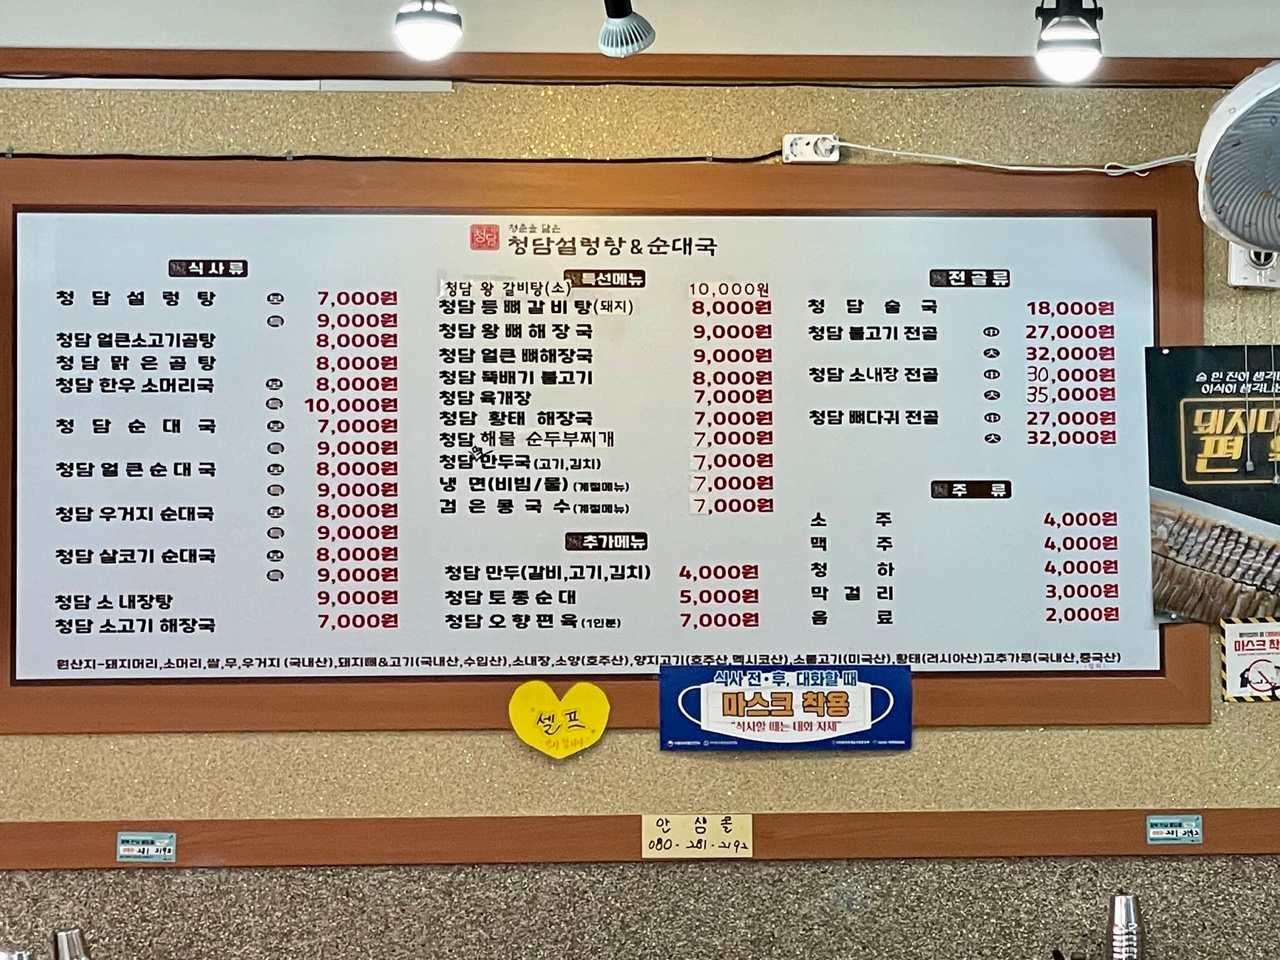 청춘을 담은
청담
청담설렁탕&순대국
식사류
청담설렁탕 보 7,000원
특 9,000원
청담 얼큰소고기곰탕 8,000원
청담 맑은곰탕 8,000원
청담 한우 소머리국 보 8,000원
특 10,000원
청담순대국 보 7,000원
특 9,000원
청담 얼큰순대국 보 8,000원
특 9,000원
청담 우거지 순대국 보 8,000원
특 9,000원
청담 살코기 순대국 보 8,000원
특 9,000원
청담 소내장탕 9,000원
청담 소고기 해장국 7,000원
특선메뉴
청담 왕 갈비탕(소) 10,000원
청담 등뼈갈비탕(돼지) 8,000원
청담 왕뼈해장국 9,000원
청담 얼큰 뼈해장국 9,000원
청담 뚝배기 불고기 8,000원
청담 육개장 7,000원
청담 황태 해장국 7,000원
청담 해물 순두부찌개 7,000원
청담 만두국(고기,김치) 7,000원
냉면(비빔/물)(계절메뉴) 7,000원
검은콩국수(계절메뉴) 7,000원
추가메뉴
청담 만두(갈비,고기,김치) 4,000원
청담 토종순대 5,000원
청담 오향편육(1인분) 7,000원
전골류
청담술국 18,000원
청담 불고기 전골 中 27,000원
大 32,000원
청담 소내장 전골 中 30,000원
大 35,000원
청담 뼈다귀 전골 中 27,000원
大 32,000원
주류
소주 4,000원
맥주 4,000원
청하 4,000원
막걸리 3,000원
음료 2,000원
원산지-돼지머리,소머리,쌀,무,우거지(국내산),돼지뼈&고기(국내산,수입산),소내장,소양(호주산),양지고기(호주산,멕시코산),소불고기(미국산),황태(러시아산)고추가루(국내산,중국산)
셀프
식사 전·후, 대화할 때
마스크 착용
"식사할 때는 대화 자제"
안심콜
080-281-2192
281 2192
281 2192
돼지
편
마스크 착